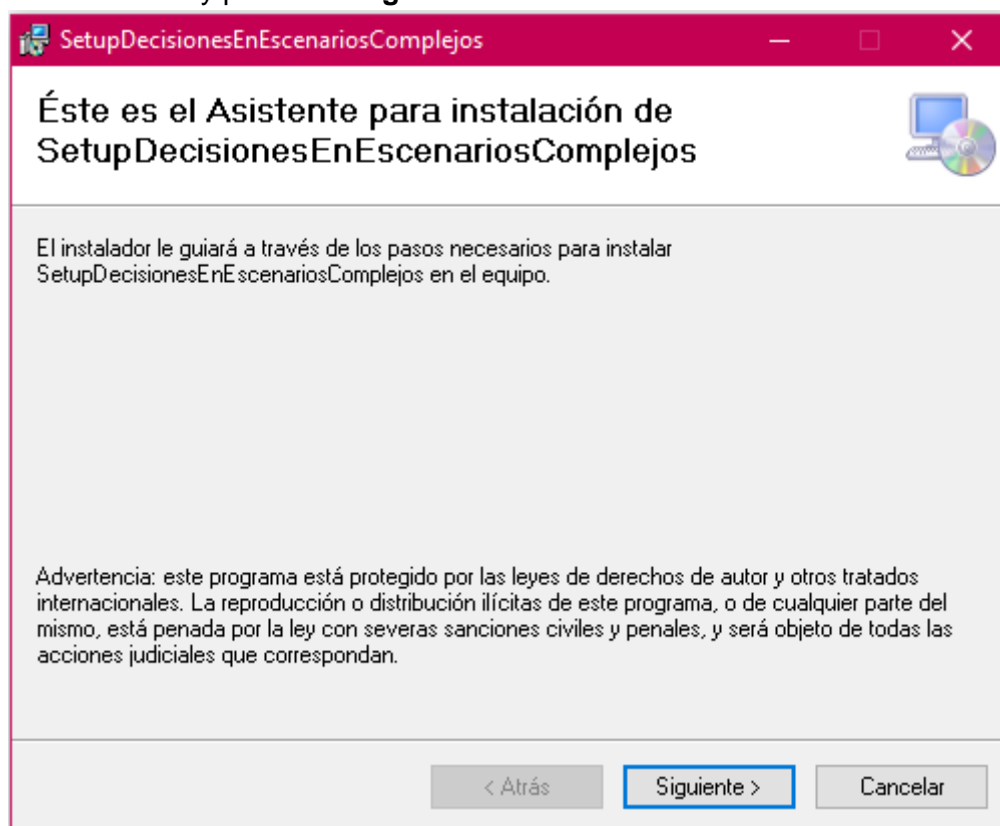 SetupDecisionesEnEscenariosComplejos
Éste es el Asistente para instalación de
SetupDecisionesEnEscenariosComplejos
El instalador le guiará a través de los pasos necesarios para instalar
SetupDecisionesEnEscenariosComplejos en el equipo.
Advertencia: este programa está protegido por las leyes de derechos de autor y otros tratados
internacionales. La reproducción o distribución ilícitas de este programa, o de cualquier parte del
mismo, está penada por la ley con severas sanciones civiles y penales, y será objeto de todas las
acciones judiciales que correspondan.
< Atrás Siguiente > Cancelar